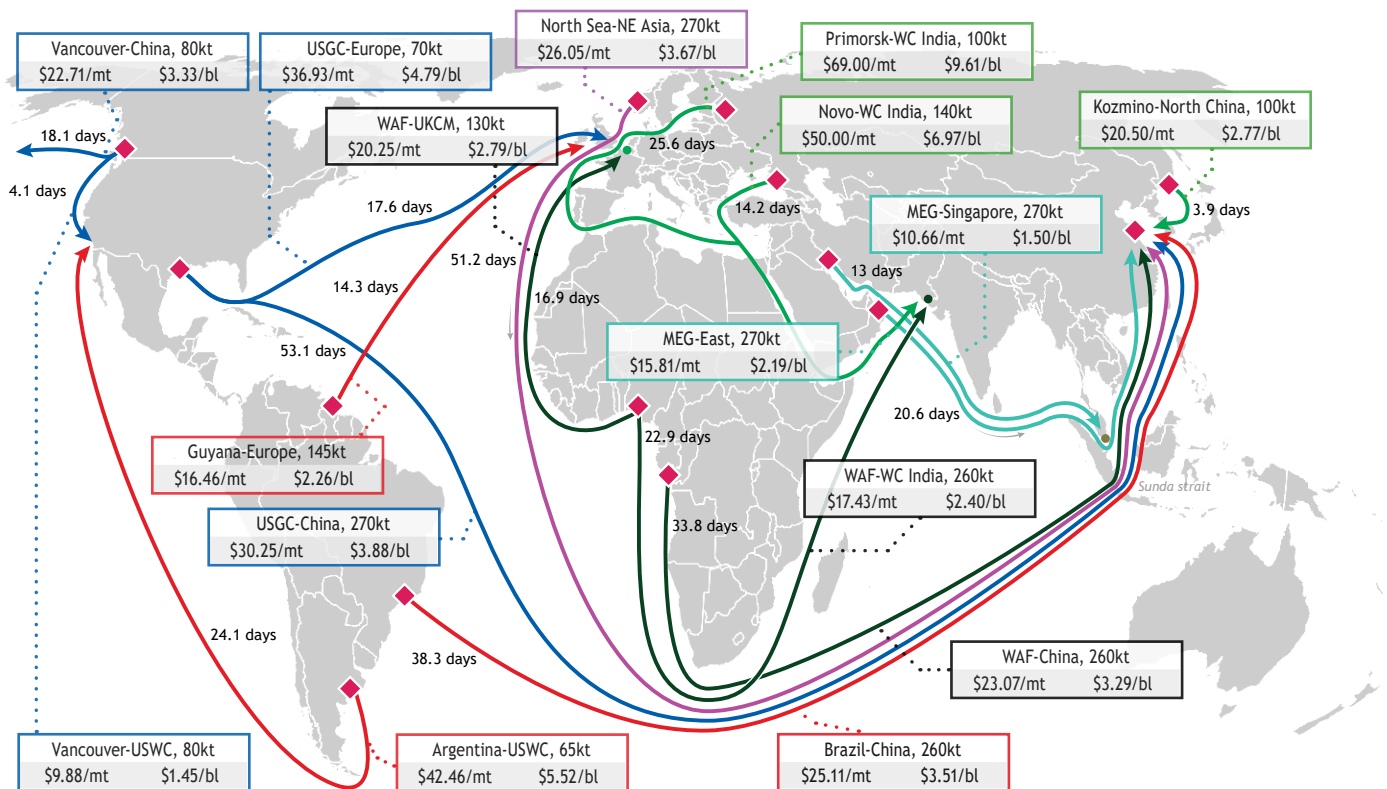 North Sea-NE Asia, 270kt
$26.05/mt $3.67/bl
Primorsk-WC India, 100kt
$69.00/mt $9.61/bl
Vancouver-China, 80kt
$22.71/mt $3.33/bl
USGC-Europe, 70kt
$36.93/mt $4.79/bl
Novo-WC India, 140kt
$50.00/mt $6.97/bl
Kozmino-North China, 100kt
$20.50/mt $2.77/bl
WAF-UKCM, 130kt
$20.25/mt $2.79/bl
18.1 days
25.6 days
4.1 days
17.6 days
14.2 days
3.9 days
MEG-Singapore, 270kt
$10.66/mt $1.50/bl
51.2 days
13 days
14.3 days
16.9 days
53.1 days
MEG-East, 270kt
$15.81/mt $2.19/bl
20.6 days
22.9 days
Guyana-Europe, 145kt
$16.46/mt $2.26/bl
WAF-WC India, 260kt
$17.43/mt $2.40/bl
Sunda strait
USGC-China, 270kt
$30.25/mt $3.88/bl
33.8 days
24.1 days
38.3 days
WAF-China, 260kt
$23.07/mt $3.29/bl
Vancouver-USWC, 80kt
$9.88/mt $1.45/bl
Argentina-USWC, 65kt
$42.46/mt $5.52/bl
Brazil-China, 260kt
$25.11/mt $3.51/bl